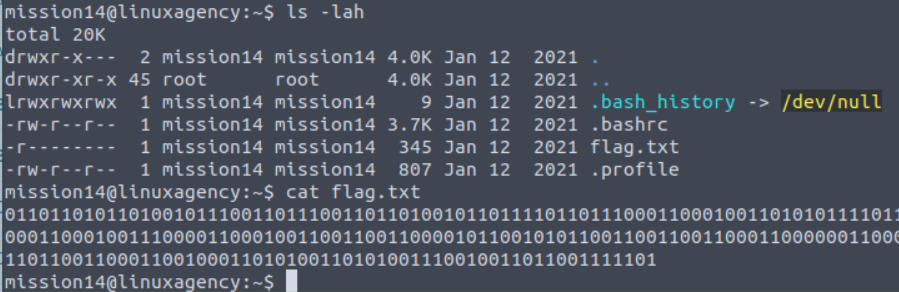 mission14@linuxagency:~$ ls -lah
total 20K
drwxr-x---  2 mission14 mission14 4.0K Jan 12  2021 .
drwxr-xr-x 45 root      root      4.0K Jan 12  2021 ..
lrwxrwxrwx  1 mission14 mission14    9 Jan 12  2021 .bash_history -> /dev/null
-rw-r--r--  1 mission14 mission14 3.7K Jan 12  2021 .bashrc
-r--------  1 mission14 mission14  345 Jan 12  2021 flag.txt
-rw-r--r--  1 mission14 mission14  807 Jan 12  2021 .profile
mission14@linuxagency:~$ cat flag.txt
01101101011010010111001101110011011010010110111101101110001100010011010101111011
00011000100111000011000100110011001100001011001010110011001100110001100000011000
1101100110001100100011010100110101001110010011011001111101
mission14@linuxagency:~$